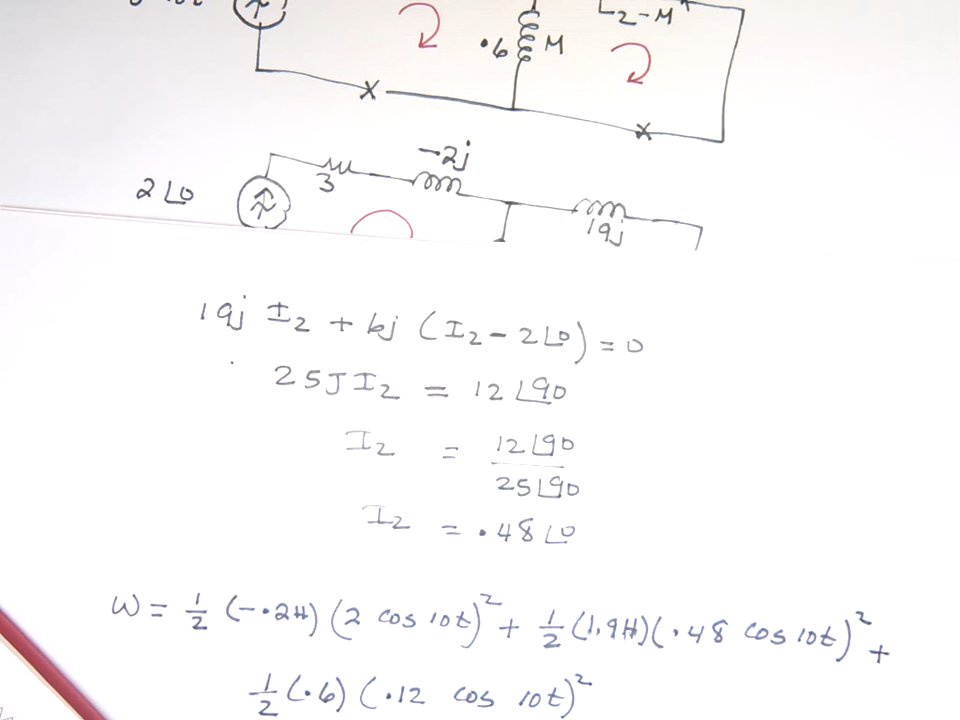 L2-M
.6 M
-2j
3
2∠0
19j
19j I2 + 6j (I2 - 2∠0) = 0
25J I2 = 12∠90
I2 = 12∠90 / 25∠90
I2 = .48∠0
W = 1/2 (-.2H) (2 cos 10t)² + 1/2 (1.9H)(.48 cos 10t)² +
1/2 (.6) (.12 cos 10t)²